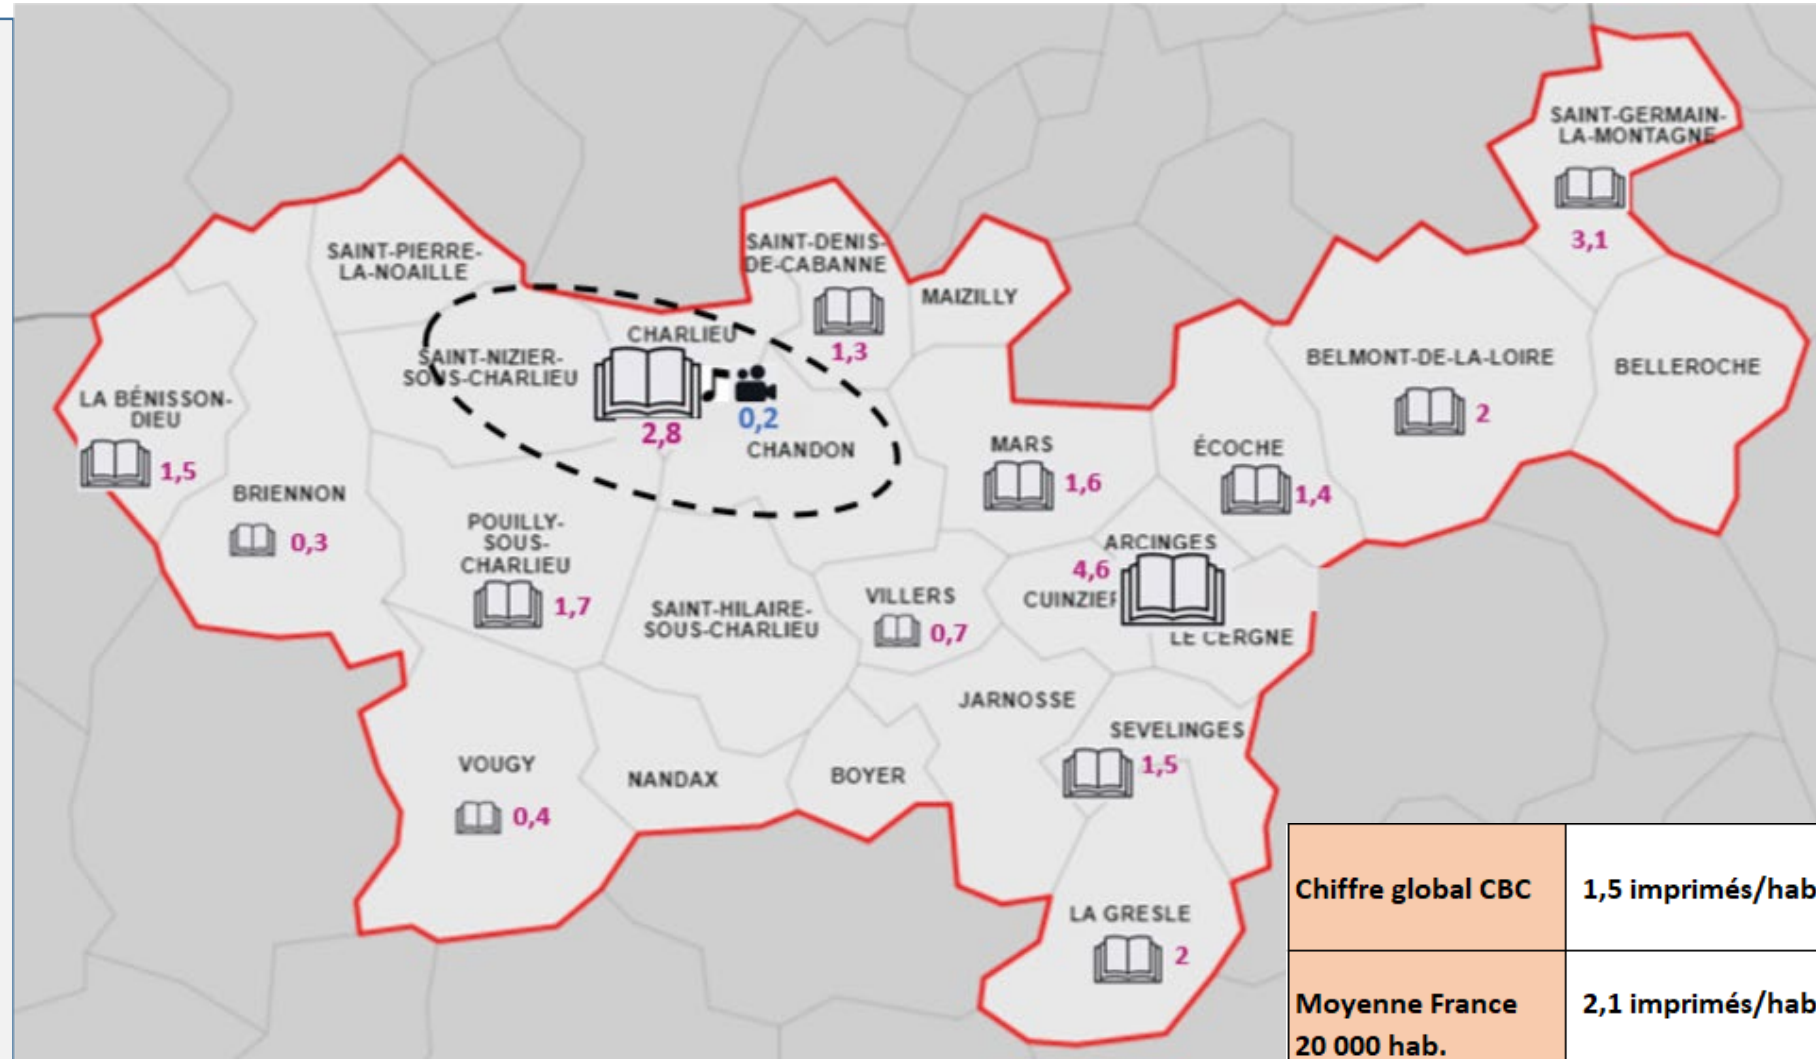 SAINT-GERMAIN-
LA-MONTAGNE
3,1
SAINT-PIERRE-
LA-NOAILLE
SAINT-DENIS-
DE-CABANNE
1,3
MAIZILLY
CHARLIEU
2,8
0,2
SAINT-NIZIER-
SOUS-CHARLIEU
CHANDON
BELMONT-DE-LA-LOIRE
2
BELLEROCHE
LA BÉNISSON-
DIEU
1,5
BRIENNON
0,3
MARS
1,6
ÉCOCHE
1,4
POUILLY-
SOUS-
CHARLIEU
1,7
ARCINGES
4,6
CUINZIER
LE CERGNE
SAINT-HILAIRE-
SOUS-CHARLIEU
VILLERS
0,7
JARNOSSE
SEVELINGES
1,5
VOUGY
0,4
NANDAX
BOYER
LA GRESLE
2
Chiffre global CBC
1,5 imprimés/hab
Moyenne France
20 000 hab.
2,1 imprimés/hab